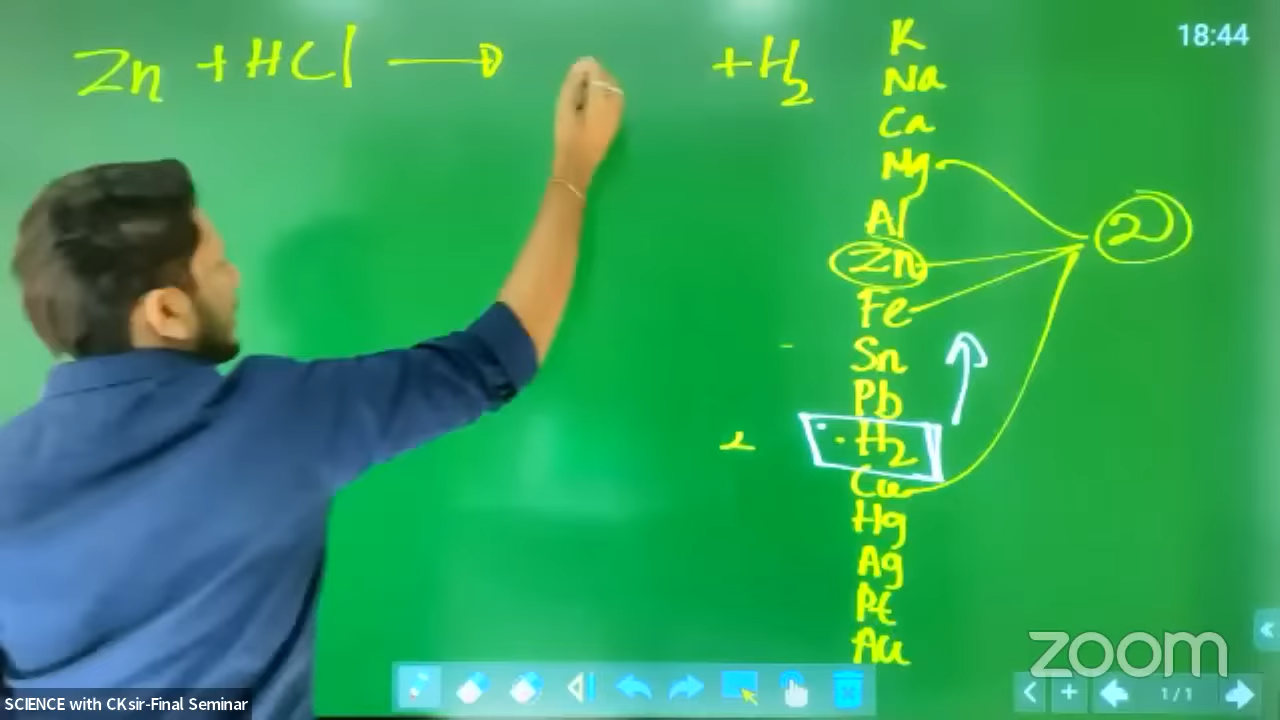 Zn + HCl → + H2
18:44
K
Na
Ca
Mg
Al
Zn
Fe
Sn
Pb
H2
Cu
Hg
Ag
Pt
Au
2
zoom
1/1
SCIENCE with CKsir-Final Seminar